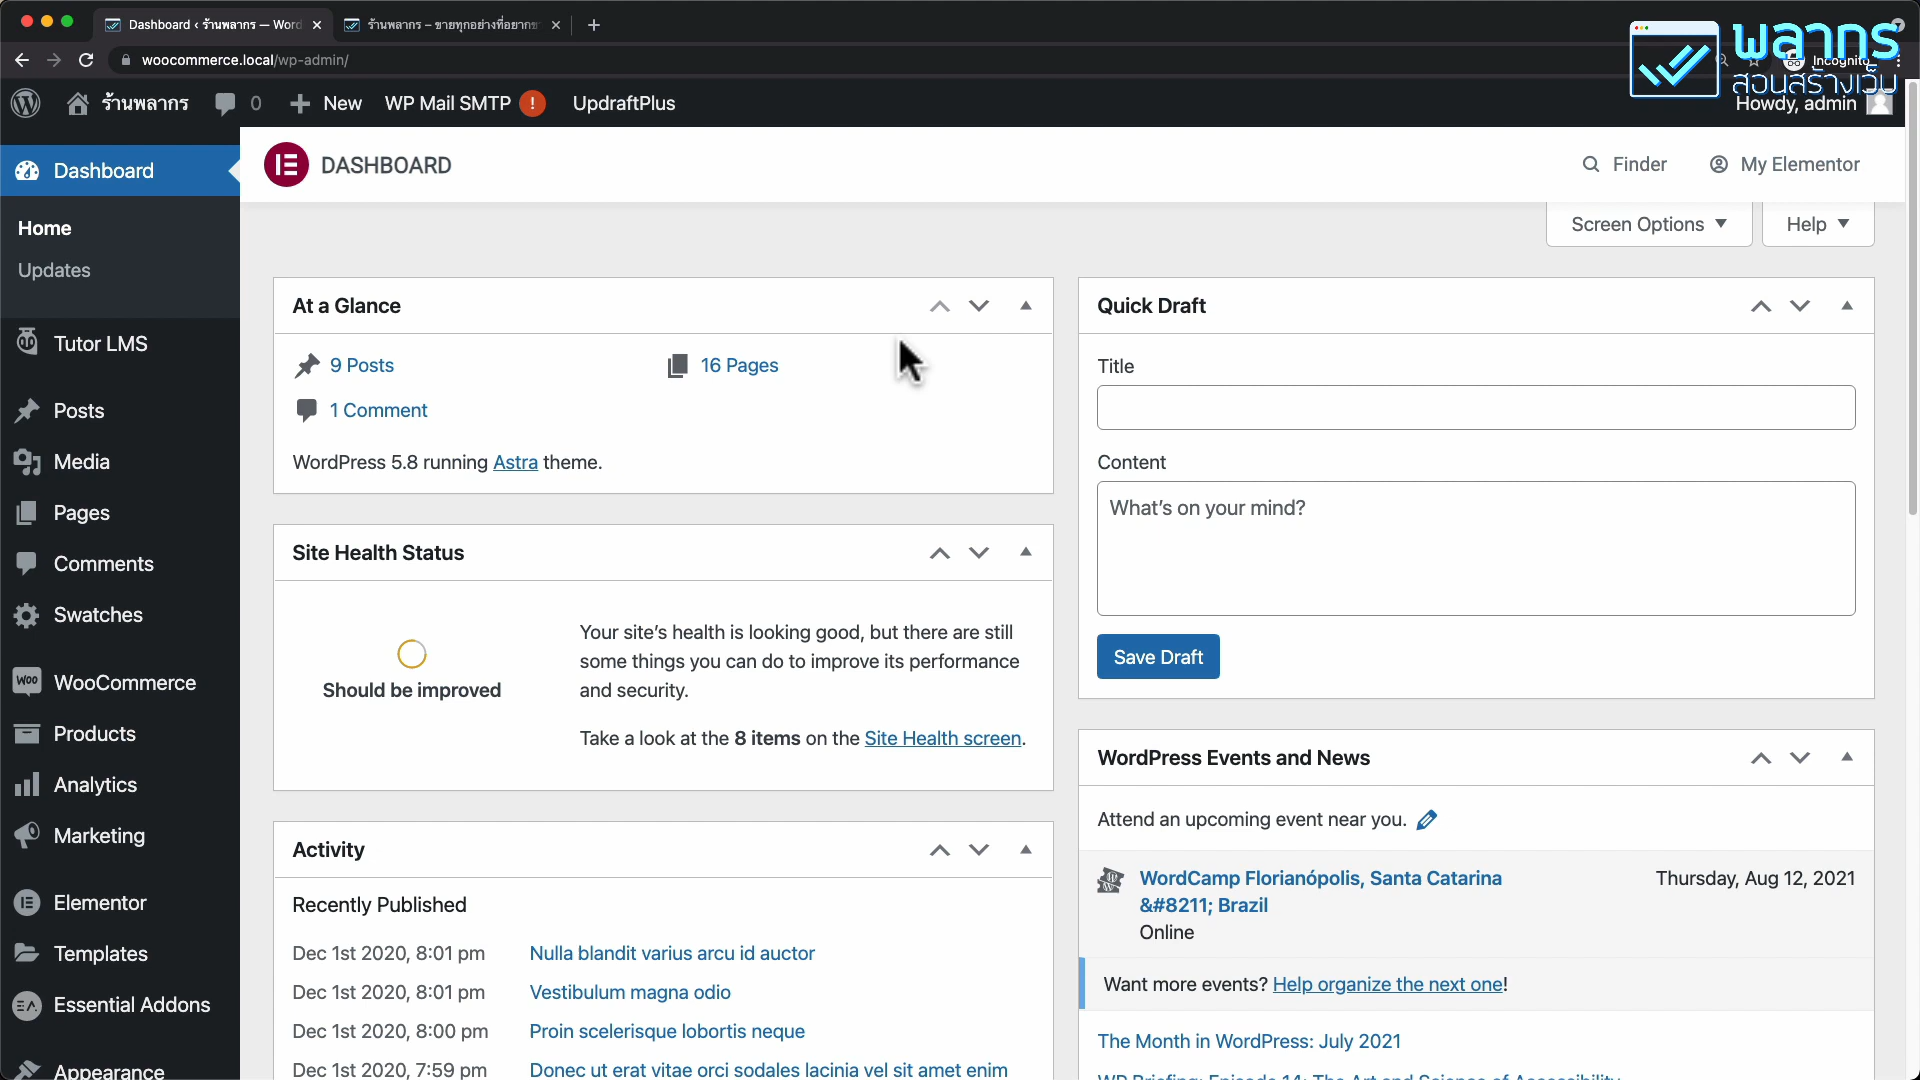 Dashboard ‹ ร้านพลากร — Word
ร้านพลากร – ขายทุกอย่างที่อยากข
woocommerce.local/wp-admin/
Incognito
พลากร
สอนสร้างเว็บ
ร้านพลากร
0
New
WP Mail SMTP
!
UpdraftPlus
Howdy, admin
Dashboard
Home
Updates
Tutor LMS
Posts
Media
Pages
Comments
Swatches
WooCommerce
Products
Analytics
Marketing
Elementor
Templates
Essential Addons
Appearance
DASHBOARD
Finder
My Elementor
Screen Options
Help
At a Glance
9 Posts
16 Pages
1 Comment
WordPress 5.8 running Astra theme.
Site Health Status
Should be improved
Your site's health is looking good, but there are still
some things you can do to improve its performance
and security.
Take a look at the 8 items on the Site Health screen.
Activity
Recently Published
Dec 1st 2020, 8:01 pm Nulla blandit varius arcu id auctor
Dec 1st 2020, 8:01 pm Vestibulum magna odio
Dec 1st 2020, 8:00 pm Proin scelerisque lobortis neque
Dec 1st 2020, 7:59 pm Donec ut erat vitae orci sodales lacinia vel sit amet enim
Quick Draft
Title
Content
What's on your mind?
Save Draft
WordPress Events and News
Attend an upcoming event near you.
WordCamp Florianópolis, Santa Catarina
&#8211; Brazil
Online
Thursday, Aug 12, 2021
Want more events? Help organize the next one!
The Month in WordPress: July 2021
WP Briefing: Episode 14: The Art and Science of Accessibility